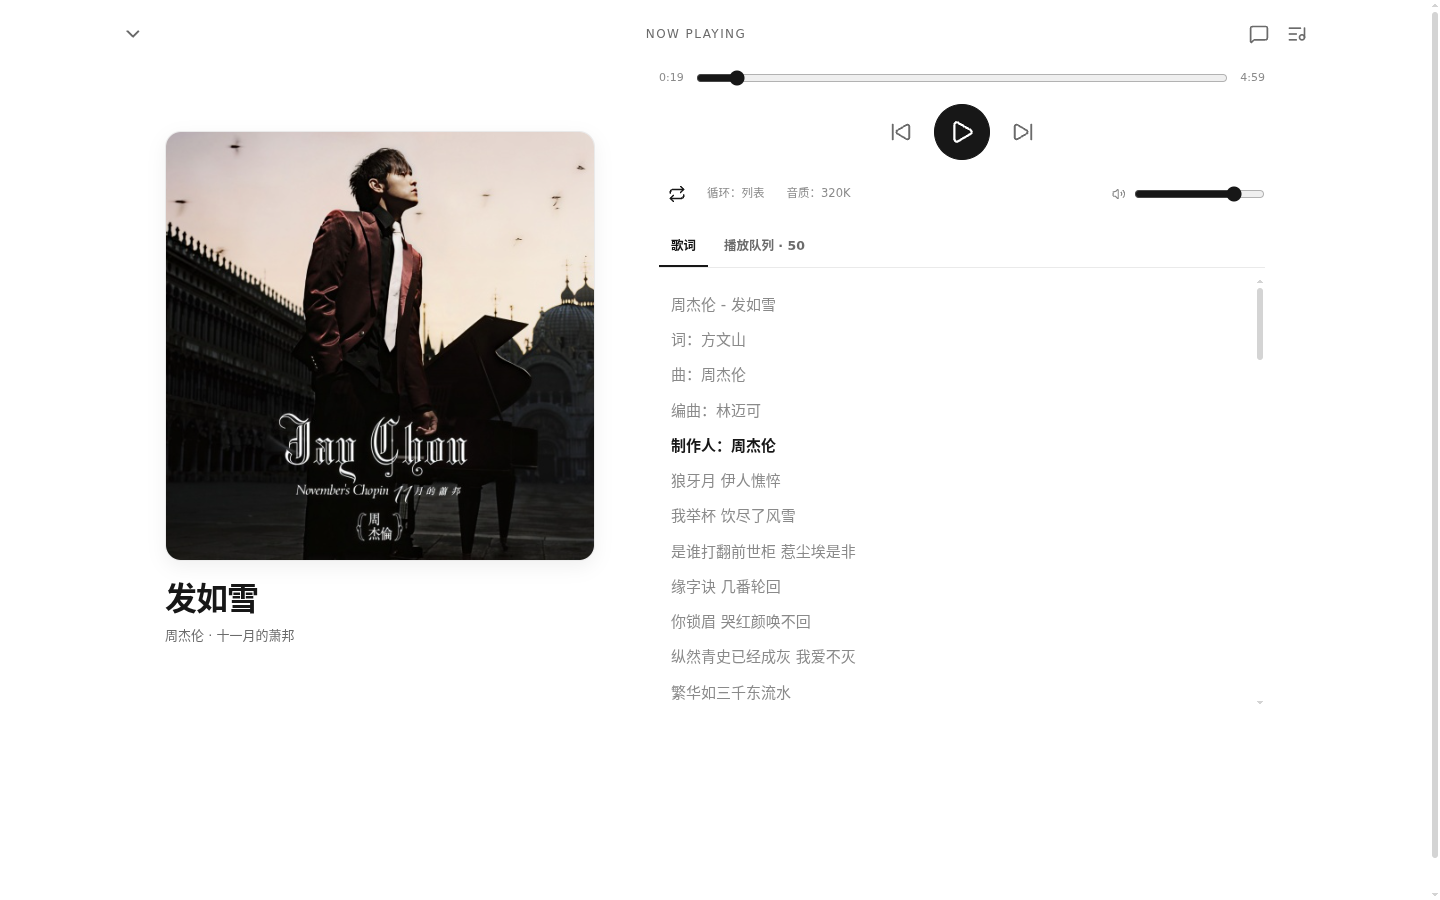 NOW PLAYING
0:19
4:59
循环：列表
音质：320K
歌词
播放队列 · 50
周杰伦 - 发如雪
词：方文山
曲：周杰伦
编曲：林迈可
制作人：周杰伦
狼牙月 伊人憔悴
我举杯 饮尽了风雪
是谁打翻前世柜 惹尘埃是非
缘字诀 几番轮回
你锁眉 哭红颜唤不回
纵然青史已经成灰 我爱不灭
繁华如三千东流水
Jay Chou
November's Chopin 11月的蕭邦
周
杰倫
发如雪
周杰伦 · 十一月的萧邦